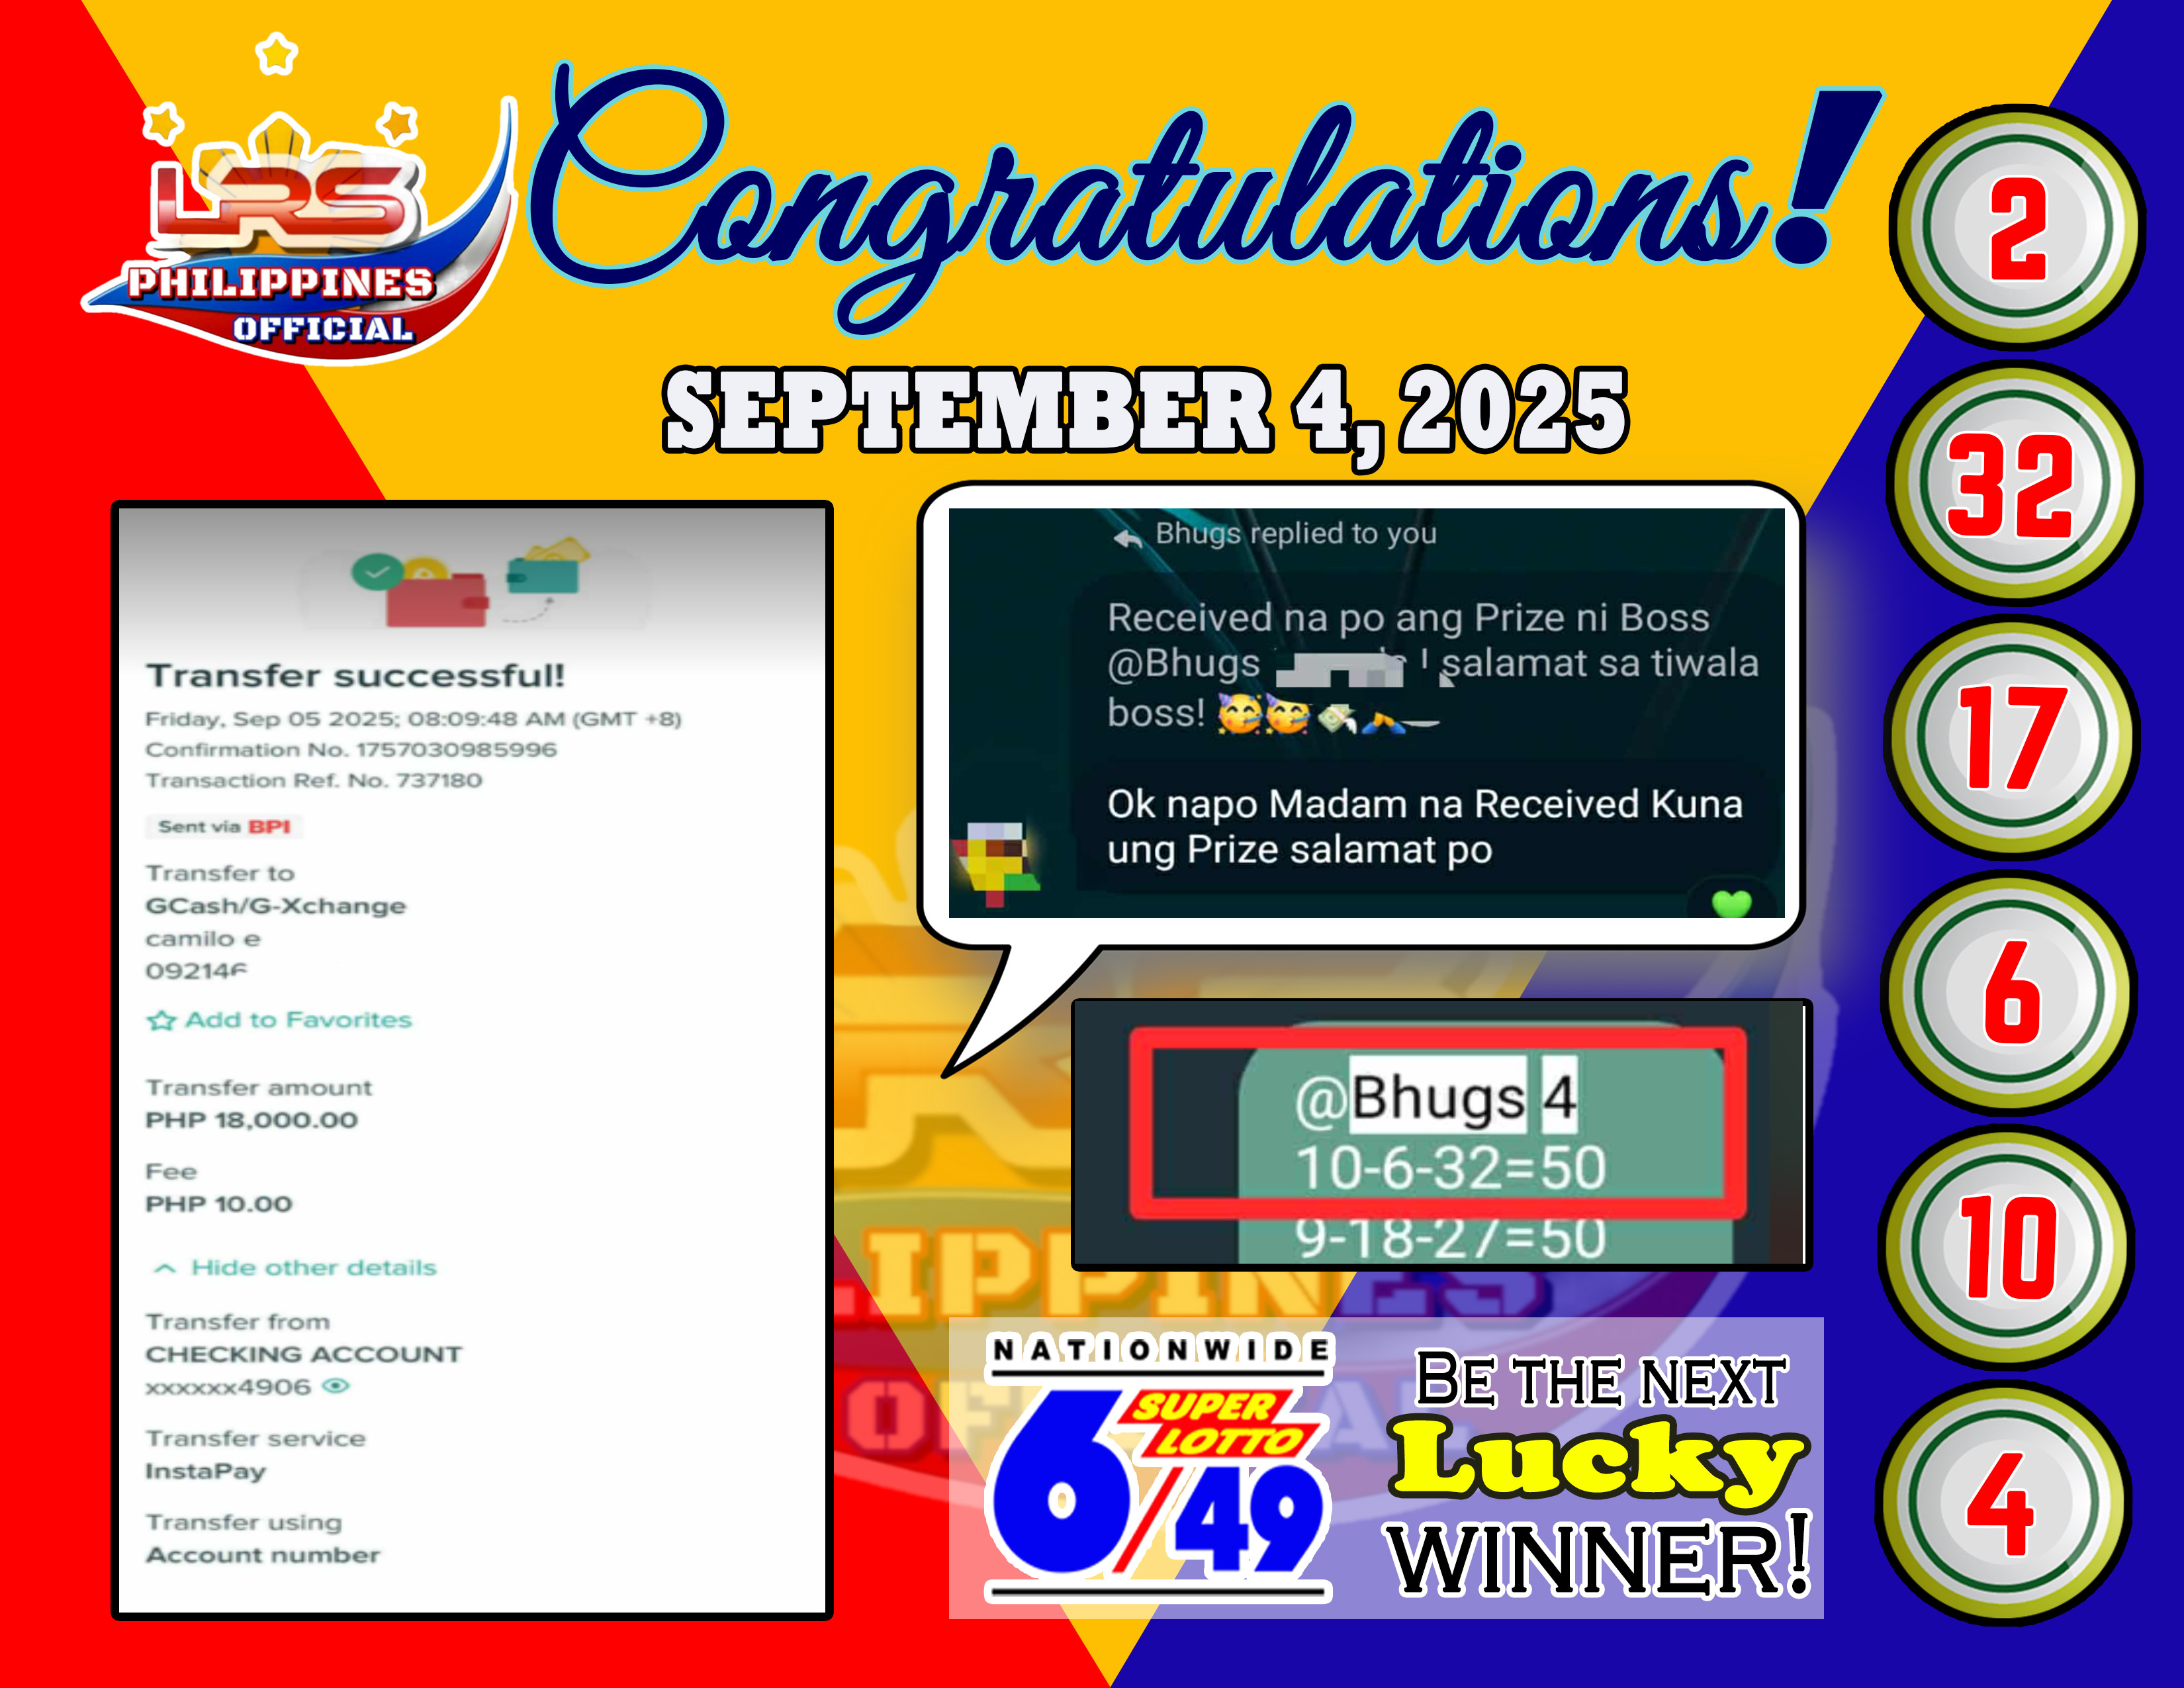 LRS
PHILIPPINES
OFFICIAL
Congratulations!
SEPTEMBER 4, 2025
Transfer successful!
Friday, Sep 05 2025; 08:09:48 AM (GMT +8)
Confirmation No. 1757030985996
Transaction Ref. No. 737180
Sent via BPI
Transfer to
GCash/G-Xchange
camilo e
09214
Add to Favorites
Transfer amount
PHP 18,000.00
Fee
PHP 10.00
Hide other details
Transfer from
CHECKING ACCOUNT
xxxxxx4906
Transfer service
InstaPay
Transfer using
Account number
Bhugs replied to you
Received na po ang Prize ni Boss
@Bhugs salamat sa tiwala
boss!
Ok napo Madam na Received Kuna
ung Prize salamat po
@Bhugs 4
10-6-32=50
9-18-27=50
NATIONWIDE
SUPER
LOTTO
6/49
BE THE NEXT
Lucky
WINNER!
2
32
17
6
10
4